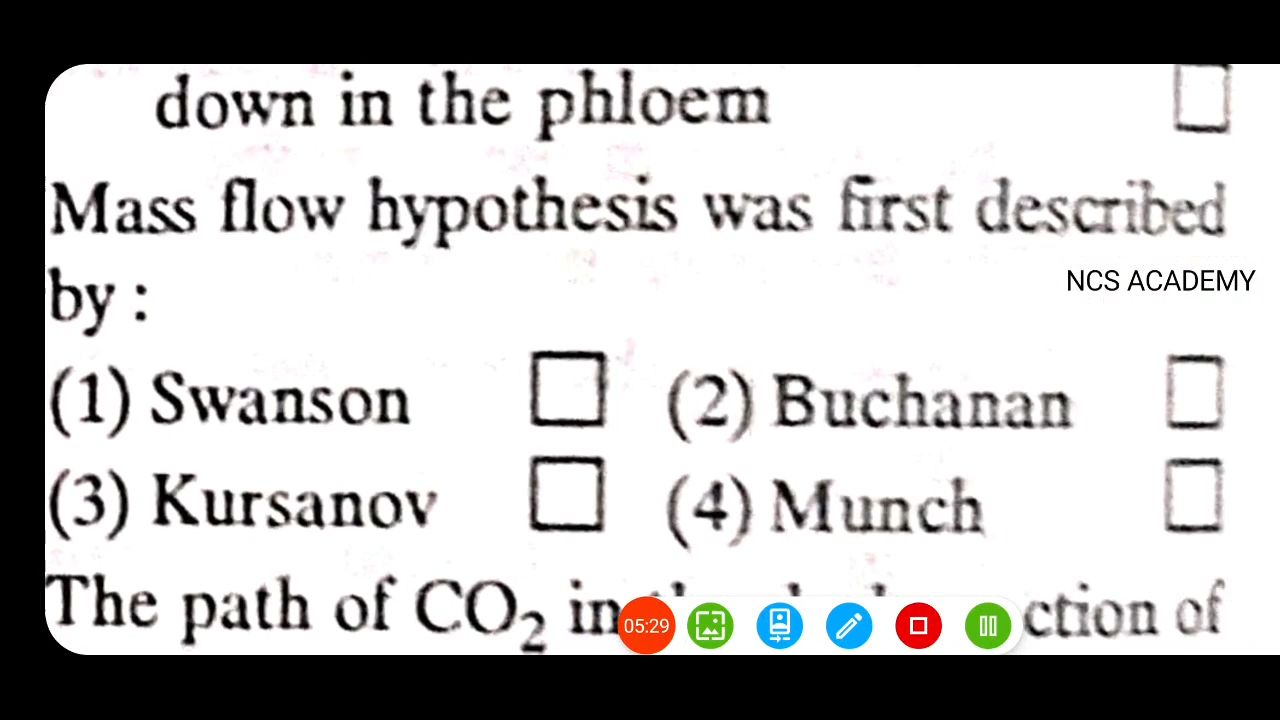 down in the phloem
Mass flow hypothesis was first described
NCS ACADEMY
by :
(1) Swanson (2) Buchanan
(3) Kursanov (4) Munch
The path of CO2 in ction of
05:29